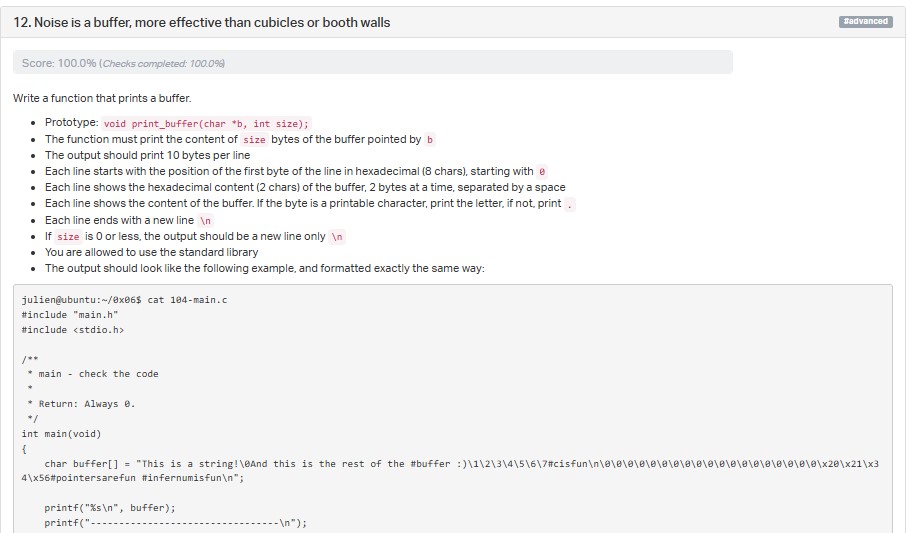 12. Noise is a buffer, more effective than cubicles or booth walls
#advanced
Score: 100.0% (Checks completed: 100.0%)
Write a function that prints a buffer.
• Prototype: void print_buffer(char *b, int size);
• The function must print the content of size bytes of the buffer pointed by b
• The output should print 10 bytes per line
• Each line starts with the position of the first byte of the line in hexadecimal (8 chars), starting with 0
• Each line shows the hexadecimal content (2 chars) of the buffer, 2 bytes at a time, separated by a space
• Each line shows the content of the buffer. If the byte is a printable character, print the letter, if not, print .
• Each line ends with a new line \n
• If size is 0 or less, the output should be a new line only \n
• You are allowed to use the standard library
• The output should look like the following example, and formatted exactly the same way:
julien@ubuntu:~/0x06$ cat 104-main.c
#include "main.h"
#include <stdio.h>
/**
 * main - check the code
 *
 * Return: Always 0.
 */
int main(void)
{
    char buffer[] = "This is a string!\0And this is the rest of the #buffer :)\1\2\3\4\5\6\7#cisfun\n\0\0\0\0\0\0\0\0\0\0\0\0\0\0\0\0\0\0\0\x20\x21\x3
4\x56#pointersarefun #infernumisfun\n";
    printf("%s\n", buffer);
    printf("---------------------------------\n");